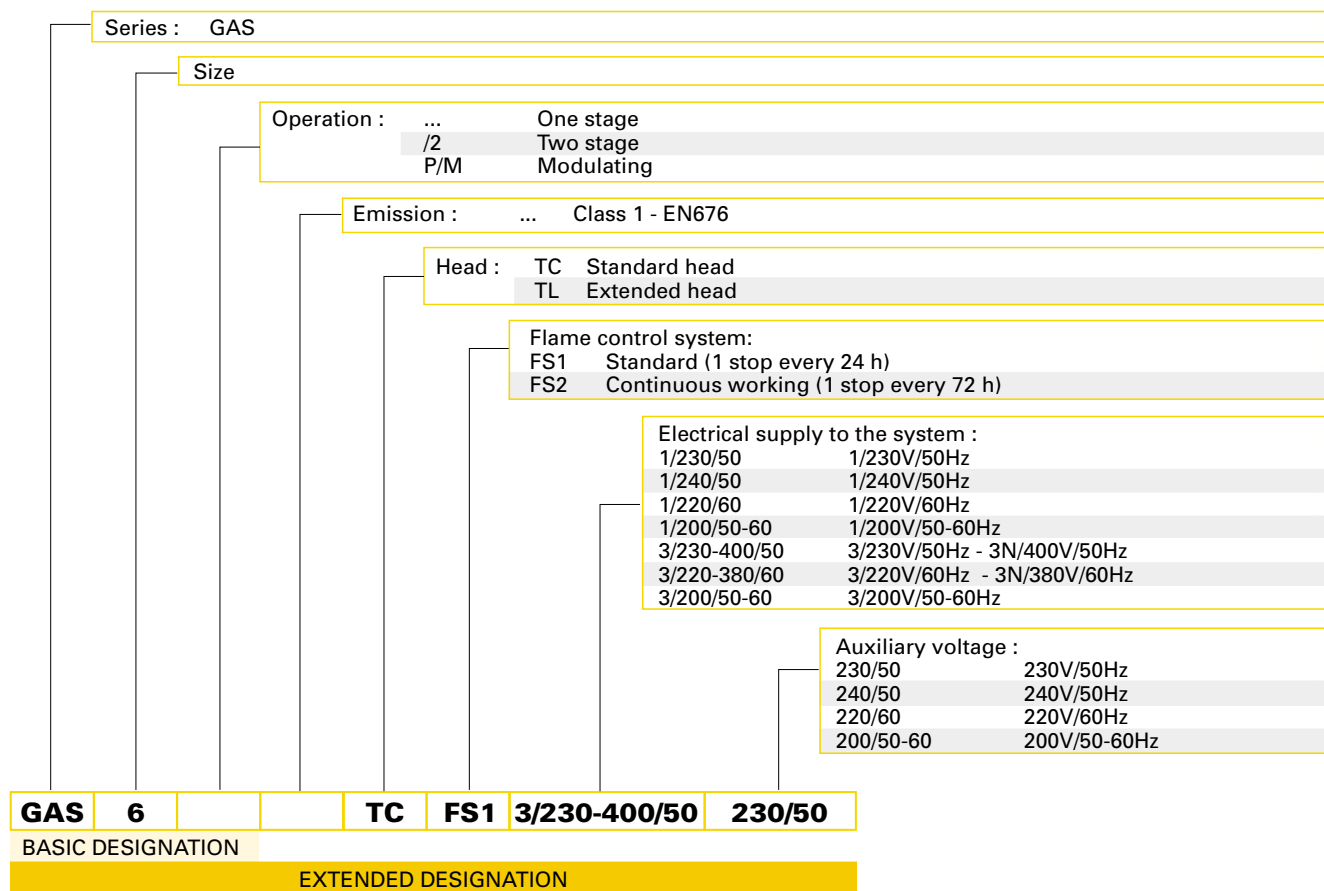 Series : GAS
Size
Operation : ... One stage
/2 Two stage
P/M Modulating
Emission : ... Class 1 - EN676
Head : TC Standard head
TL Extended head
Flame control system:
FS1 Standard (1 stop every 24 h)
FS2 Continuous working (1 stop every 72 h)
Electrical supply to the system :
1/230/50 1/230V/50Hz
1/240/50 1/240V/50Hz
1/220/60 1/220V/60Hz
1/200/50-60 1/200V/50-60Hz
3/230-400/50 3/230V/50Hz - 3N/400V/50Hz
3/220-380/60 3/220V/60Hz - 3N/380V/60Hz
3/200/50-60 3/200V/50-60Hz
Auxiliary voltage :
230/50 230V/50Hz
240/50 240V/50Hz
220/60 220V/60Hz
200/50-60 200V/50-60Hz
GAS 6 TC FS1 3/230-400/50 230/50
BASIC DESIGNATION
EXTENDED DESIGNATION